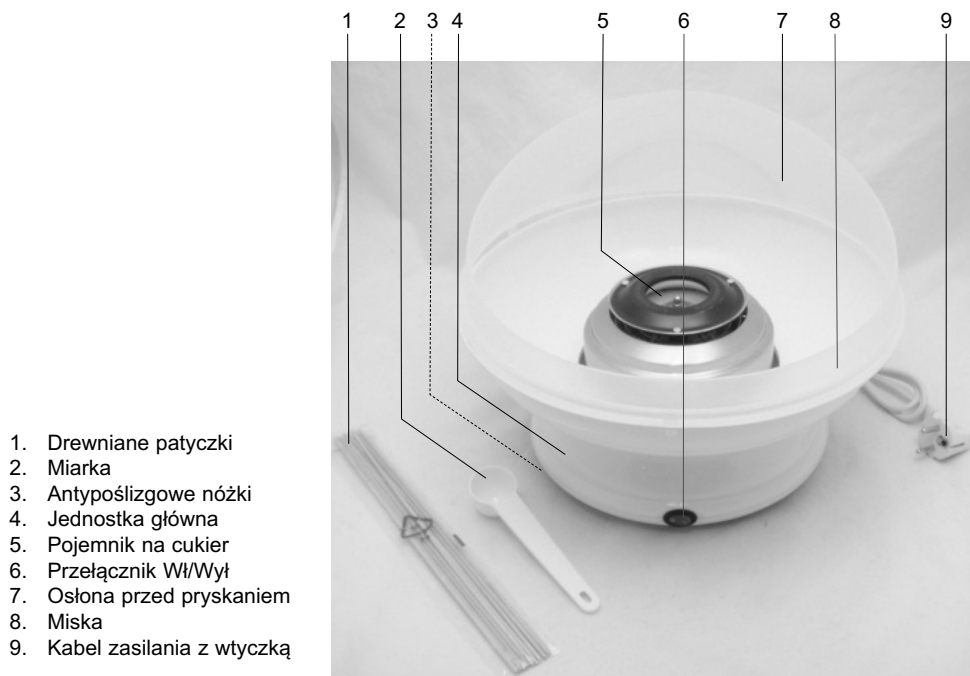 1 2 3 4 5 6 7 8 9
1. Drewniane patyczki
2. Miarka
3. Antypoślizgowe nóżki
4. Jednostka główna
5. Pojemnik na cukier
6. Przełącznik Wł/Wył
7. Osłona przed pryskaniem
8. Miska
9. Kabel zasilania z wtyczką